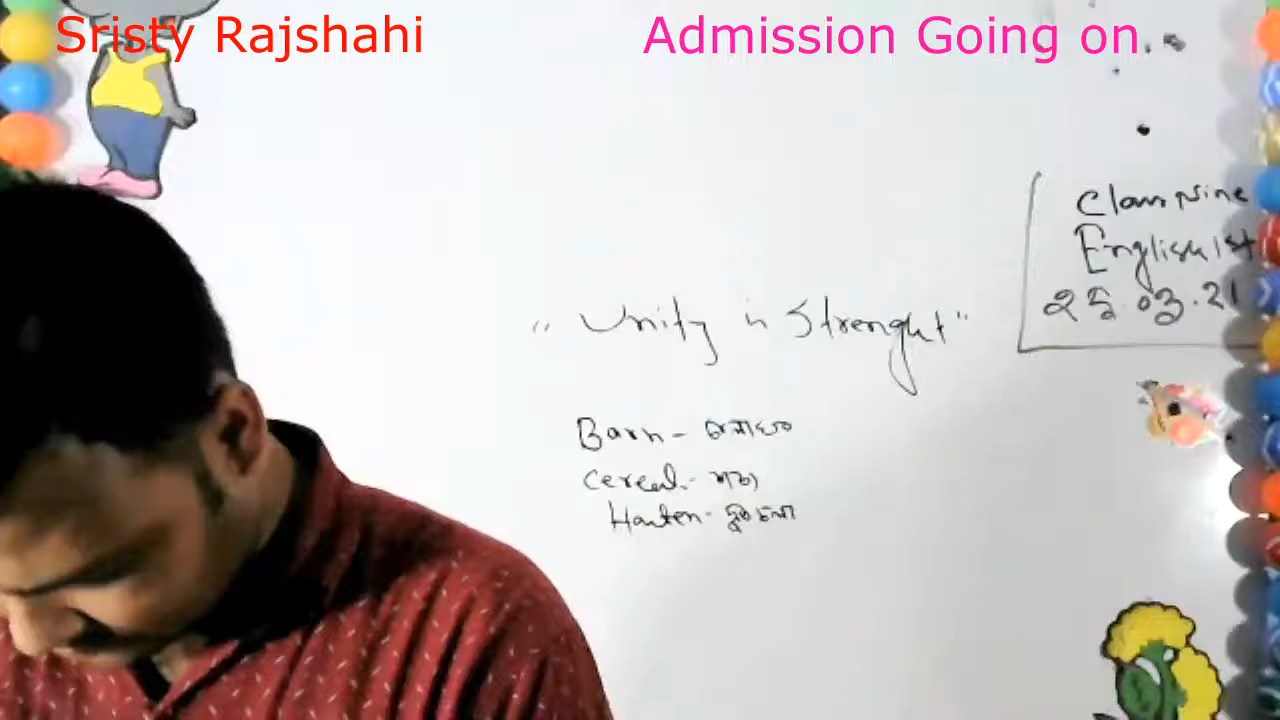 Sristy Rajshahi
Admission Going on
Class Nine
English 1st
25.03.21
"Unity is Strenght"
Barn - গোলাঘর
Cereal - শস্য
Hasten -